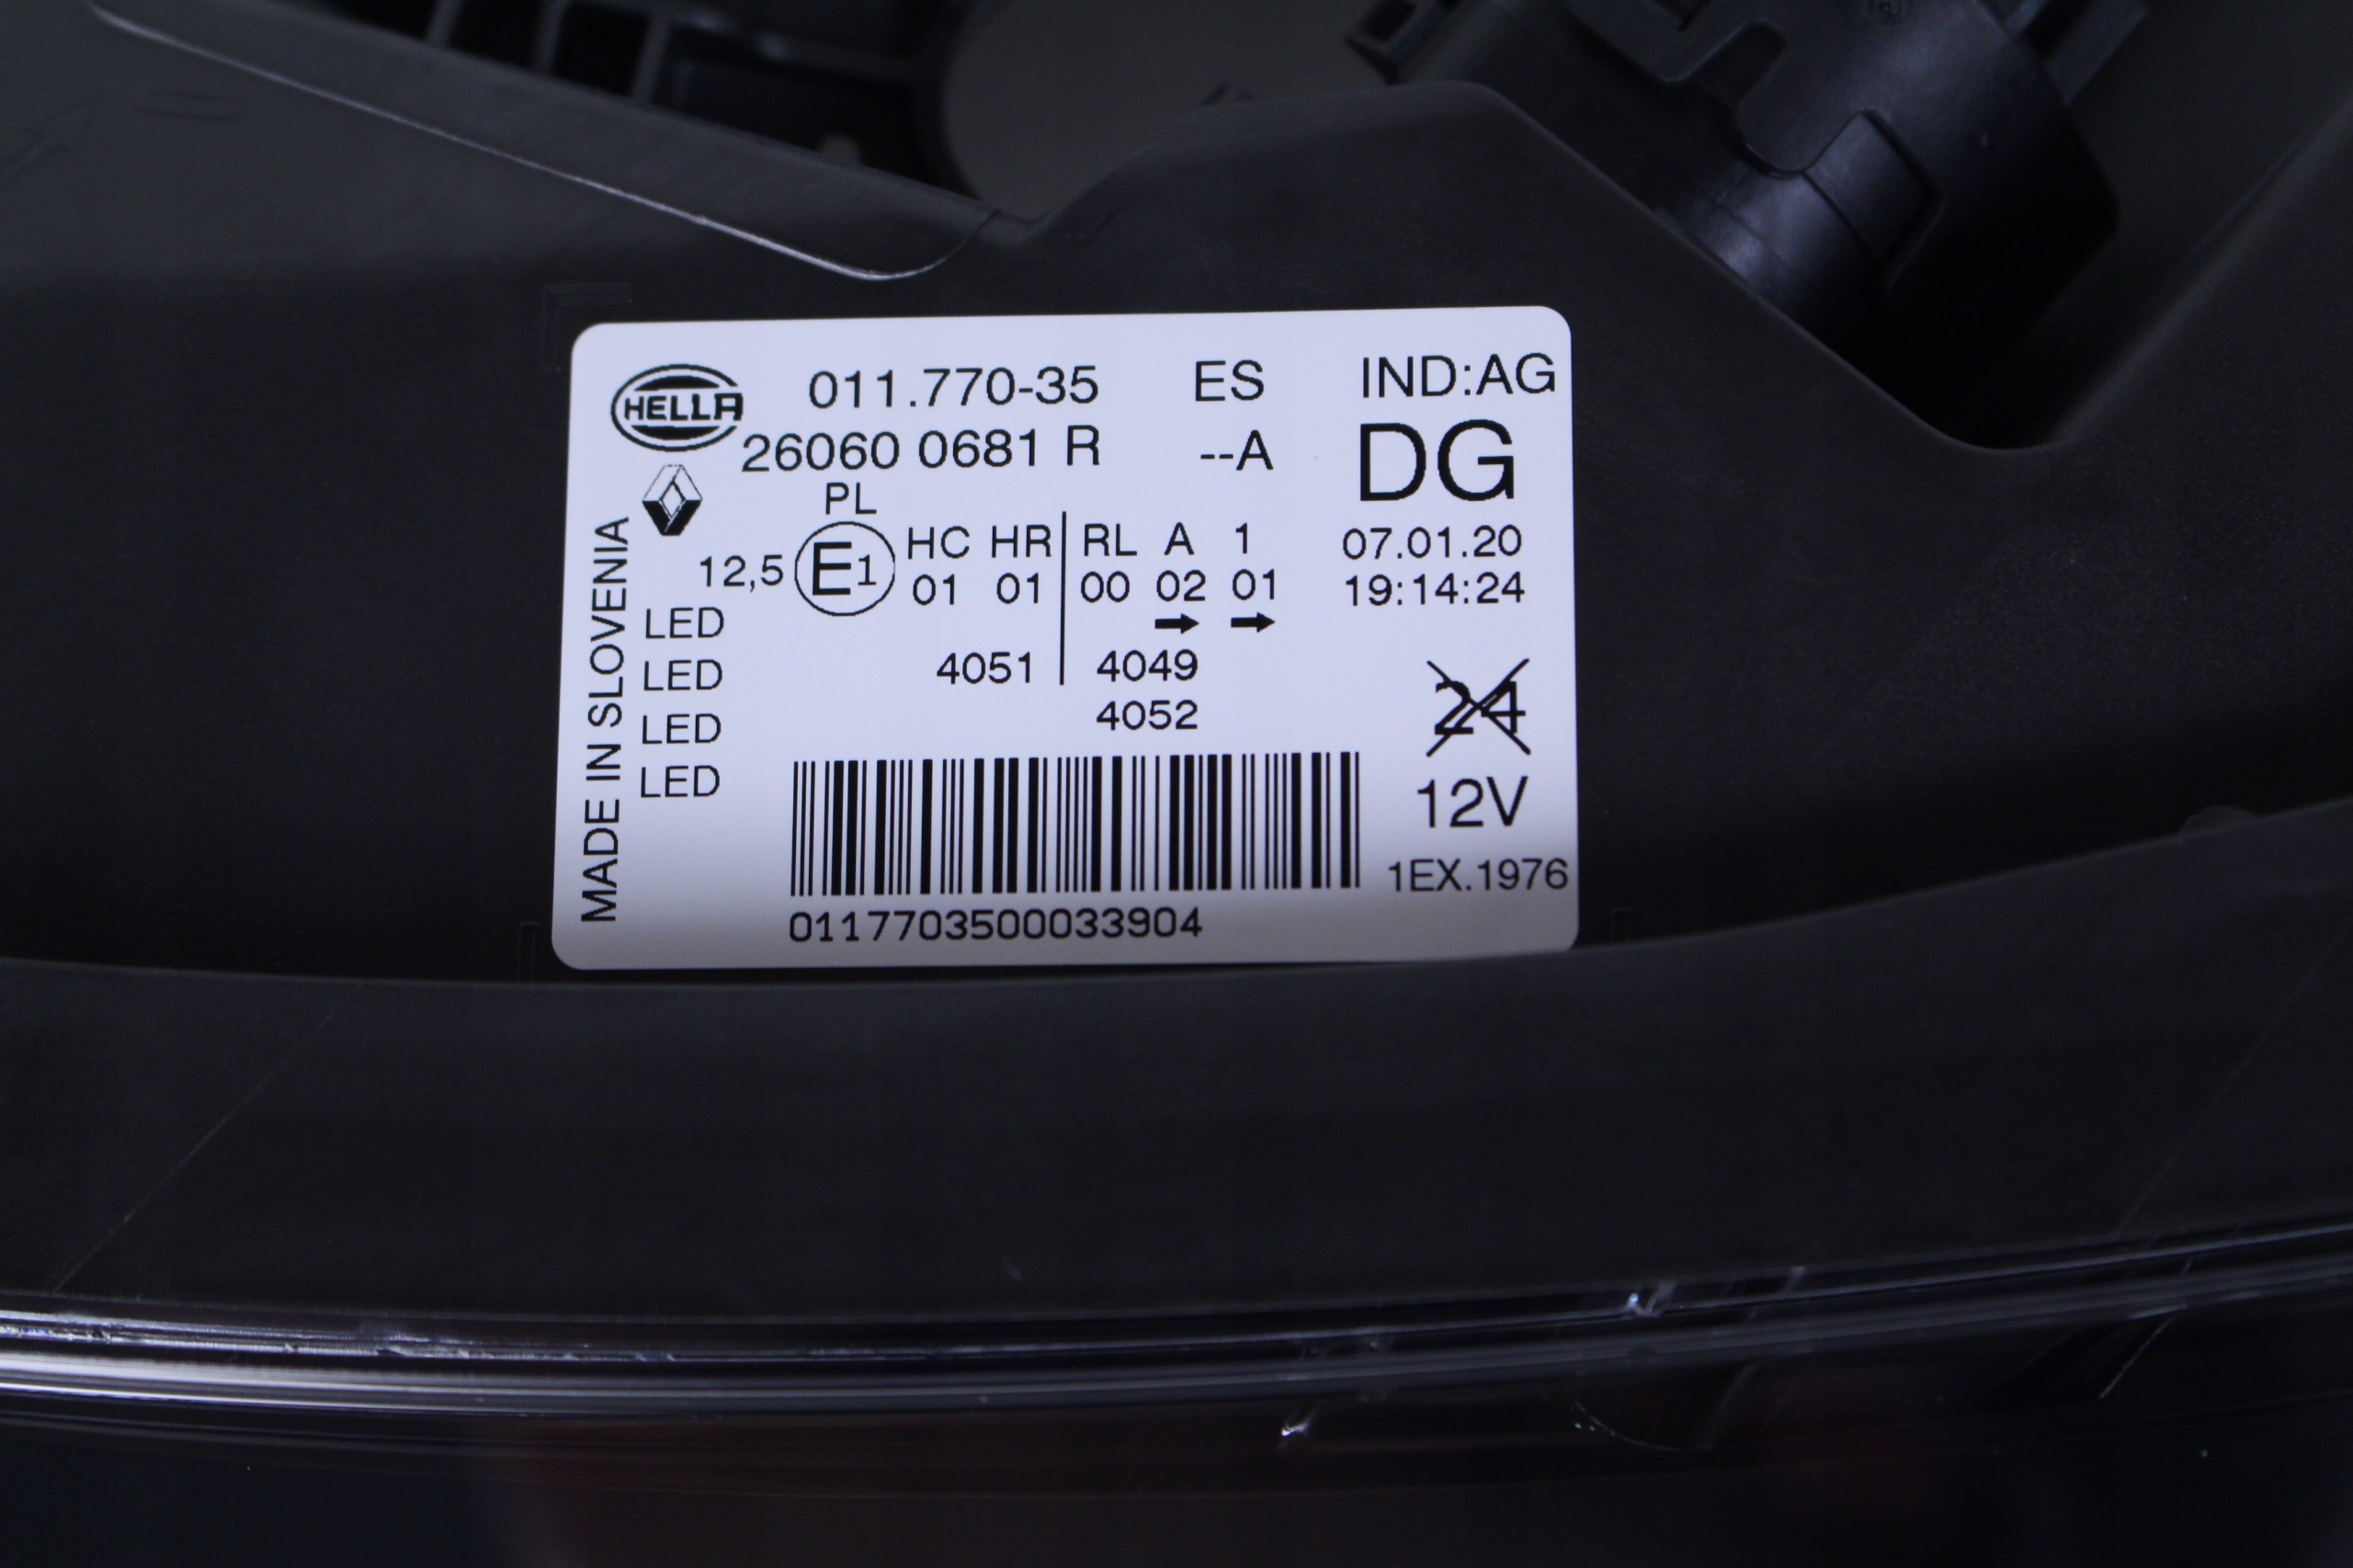 HELLA 011.770-35 ES IND:AG
26060 0681 R --A DG
PL
12,5 E1 HC HR RL A 1 07.01.20
01 01 00 02 01 19:14:24
LED → →
LED 4051 4049 24
LED 4052
LED 12V
MADE IN SLOVENIA
1EX.1976
0117703500033904